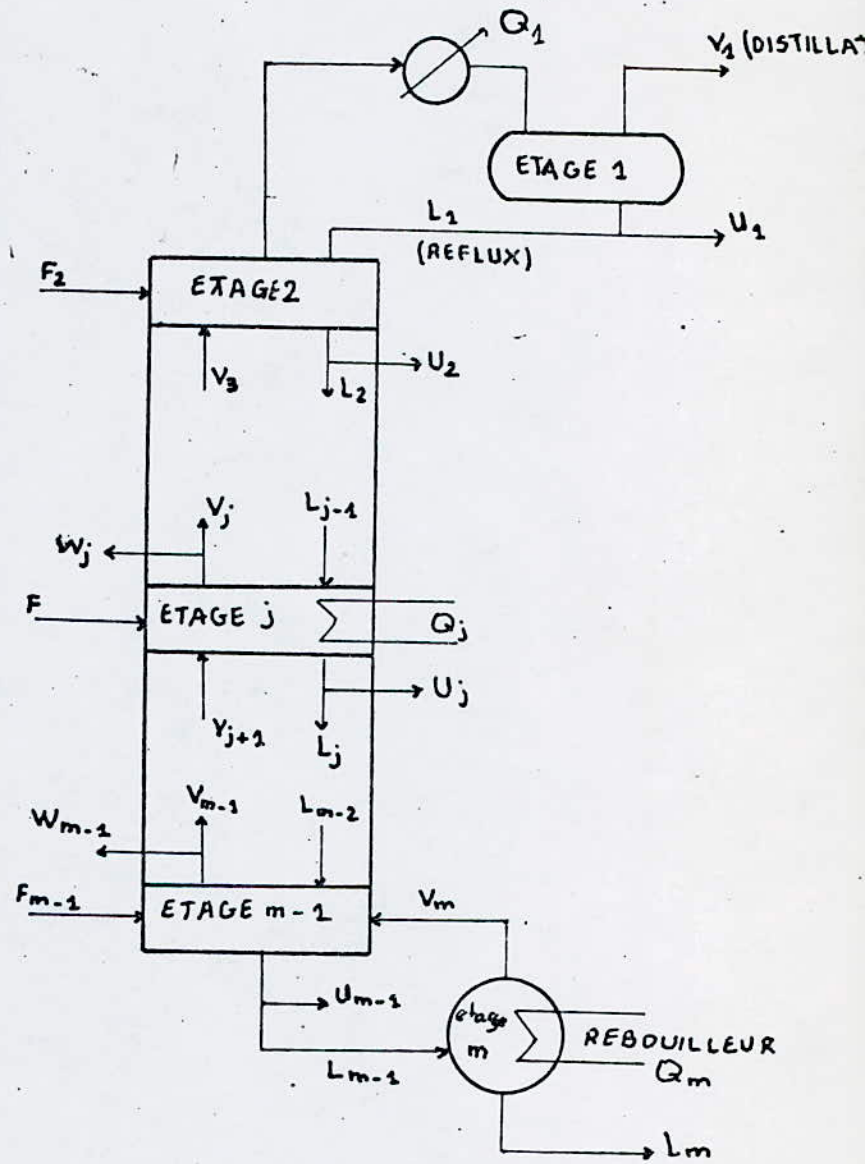 Q1
V1 (DISTILLAT
ETAGE 1
L1
(REFLUX)
U1
F2
ETAGE2
V3
L2
U2
Vj
Lj-1
Wj
F
ETAGE j
Qj
Uj
Vj+1
Lj
Vm-1
Lm-2
Wm-1
Fm-1
ETAGE m-1
Vm
Um-1
etage
m
REBOUILLEUR
Qm
Lm-1
Lm